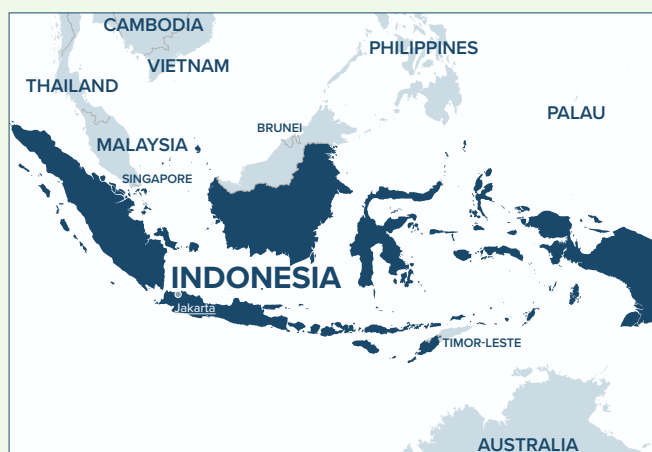 CAMBODIA
PHILIPPINES
VIETNAM
THAILAND
PALAU
BRUNEI
MALAYSIA
SINGAPORE
INDONESIA
Jakarta
TIMOR-LESTE
AUSTRALIA